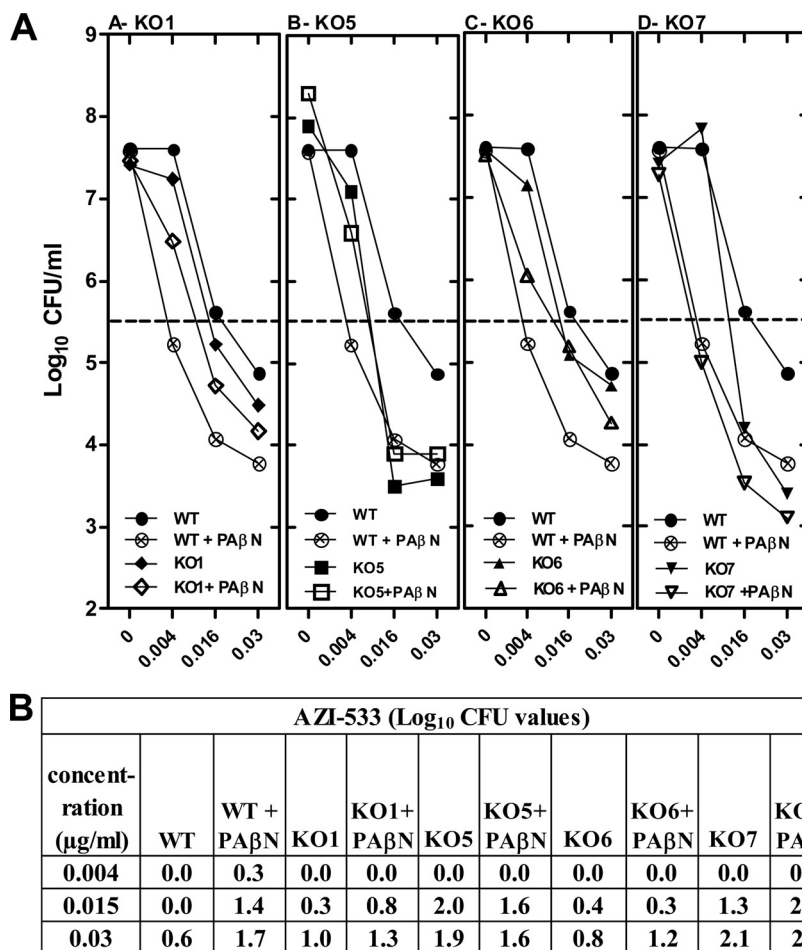 A
A- KO1 B- KO5 C- KO6 D- KO7
9
8
7
6
5
4
3
2
Log10 CFU/ml
WT
WT + PAβN
KO1
KO1+ PAβN
WT
WT + PAβN
KO5
KO5+PAβN
WT
WT + PAβN
KO6
KO6 + PAβN
WT
WT + PAβN
KO7
KO7 +PAβN
0 0.004 0.016 0.03 0 0.004 0.016 0.03 0 0.004 0.016 0.03 0 0.004 0.016 0.03
B
AZI-533 (Log10 CFU values)
concent-
ration
(µg/ml) WT WT + PAβN KO1 KO1+ PAβN KO5 KO5+ PAβN KO6 KO6+ PAβN KO7
0.004 0.0 0.3 0.0 0.0 0.0 0.0 0.0 0.0 0.0
0.015 0.0 1.4 0.3 0.8 2.0 1.6 0.4 0.3 1.3
0.03 0.6 1.7 1.0 1.3 1.9 1.6 0.8 1.2 2.1